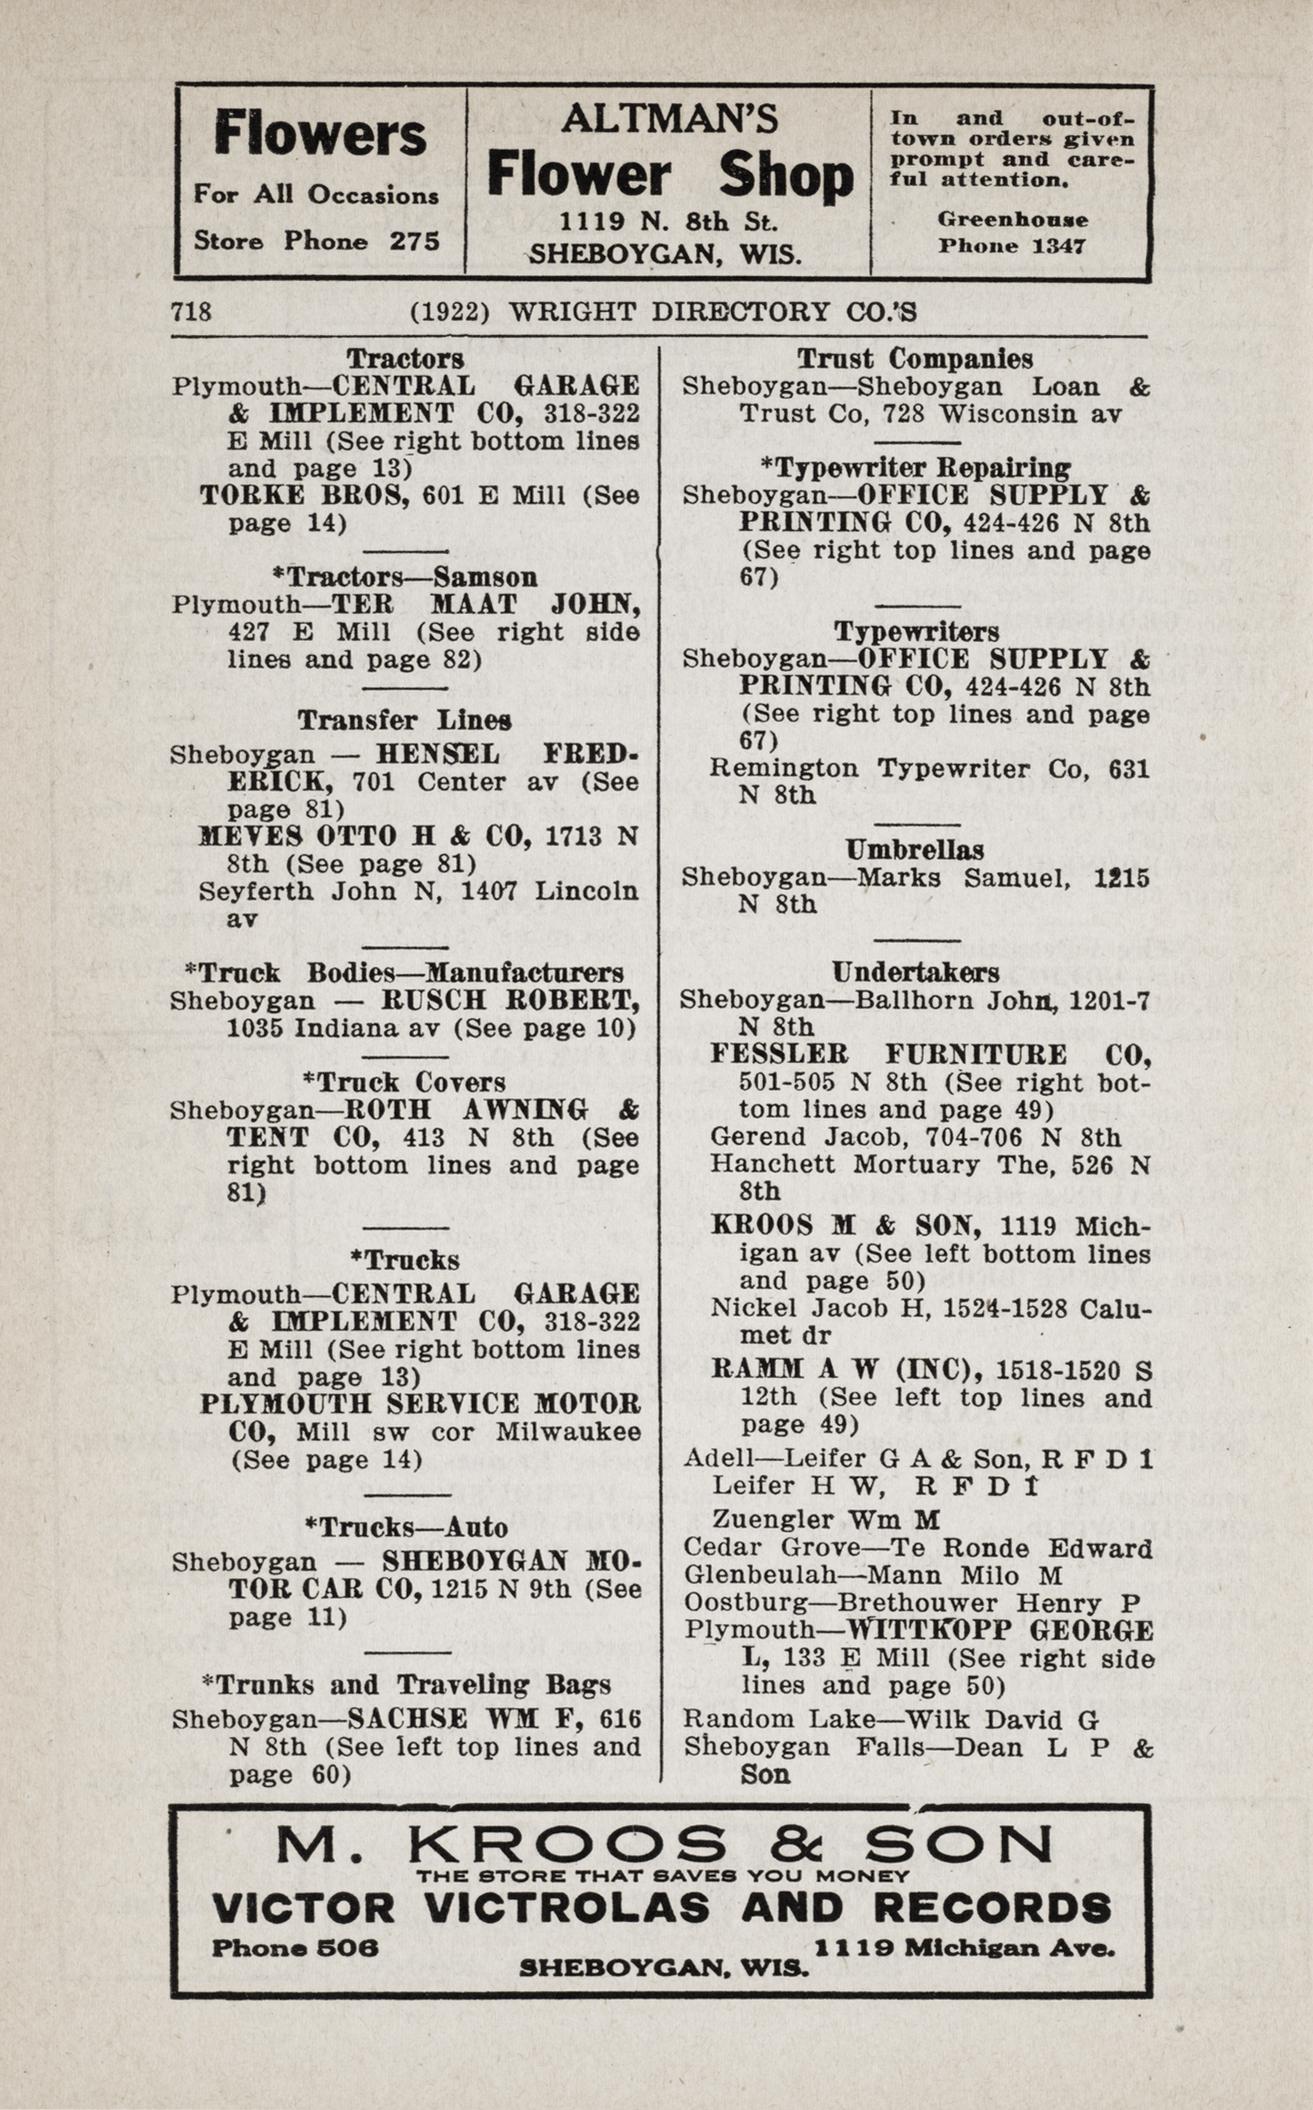 Flowers
For All Occasions
Store Phone 275
ALTMAN'S
Flower Shop
1119 N. 8th St.
SHEBOYGAN, WIS.
In and out-of-
town orders given
prompt and care-
ful attention.
Greenhouse
Phone 1347
718 (1922) WRIGHT DIRECTORY CO.'S
Tractors
Plymouth—CENTRAL GARAGE
& IMPLEMENT CO, 318-322
E Mill (See right bottom lines
and page 13)
TORKE BROS, 601 E Mill (See
page 14)
*Tractors—Samson
Plymouth—TER MAAT JOHN,
427 E Mill (See right side
lines and page 82)
Transfer Lines
Sheboygan — HENSEL FRED-
ERICK, 701 Center av (See
page 81)
MEVES OTTO H & CO, 1713 N
8th (See page 81)
Seyferth John N, 1407 Lincoln
av
*Truck Bodies—Manufacturers
Sheboygan — RUSCH ROBERT,
1035 Indiana av (See page 10)
*Truck Covers
Sheboygan—ROTH AWNING &
TENT CO, 413 N 8th (See
right bottom lines and page
81)
*Trucks
Plymouth—CENTRAL GARAGE
& IMPLEMENT CO, 318-322
E Mill (See right bottom lines
and page 13)
PLYMOUTH SERVICE MOTOR
CO, Mill sw cor Milwaukee
(See page 14)
*Trucks—Auto
Sheboygan — SHEBOYGAN MO-
TOR CAR CO, 1215 N 9th (See
page 11)
*Trunks and Traveling Bags
Sheboygan—SACHSE WM F, 616
N 8th (See left top lines and
page 60)
Trust Companies
Sheboygan—Sheboygan Loan &
Trust Co, 728 Wisconsin av
*Typewriter Repairing
Sheboygan—OFFICE SUPPLY &
PRINTING CO, 424-426 N 8th
(See right top lines and page
67)
Typewriters
Sheboygan—OFFICE SUPPLY &
PRINTING CO, 424-426 N 8th
(See right top lines and page
67)
Remington Typewriter Co, 631
N 8th
Umbrellas
Sheboygan—Marks Samuel, 1215
N 8th
Undertakers
Sheboygan—Ballhorn John, 1201-7
N 8th
FESSLER FURNITURE CO,
501-505 N 8th (See right bot-
tom lines and page 49)
Gerend Jacob, 704-706 N 8th
Hanchett Mortuary The, 526 N
8th
KROOS M & SON, 1119 Mich-
igan av (See left bottom lines
and page 50)
Nickel Jacob H, 1524-1528 Calu-
met dr
RAMM A W (INC), 1518-1520 S
12th (See left top lines and
page 49)
Adell—Leifer G A & Son, R F D 1
Leifer H W, R F D 1
Zuengler Wm M
Cedar Grove—Te Ronde Edward
Glenbeulah—Mann Milo M
Oostburg—Brethouwer Henry P
Plymouth—WITTKOPP GEORGE
L, 133 E Mill (See right side
lines and page 50)
Random Lake—Wilk David G
Sheboygan Falls—Dean L P &
Son
M. KROOS & SON
THE STORE THAT SAVES YOU MONEY
VICTOR VICTROLAS AND RECORDS
Phone 506 1119 Michigan Ave.
SHEBOYGAN, WIS.